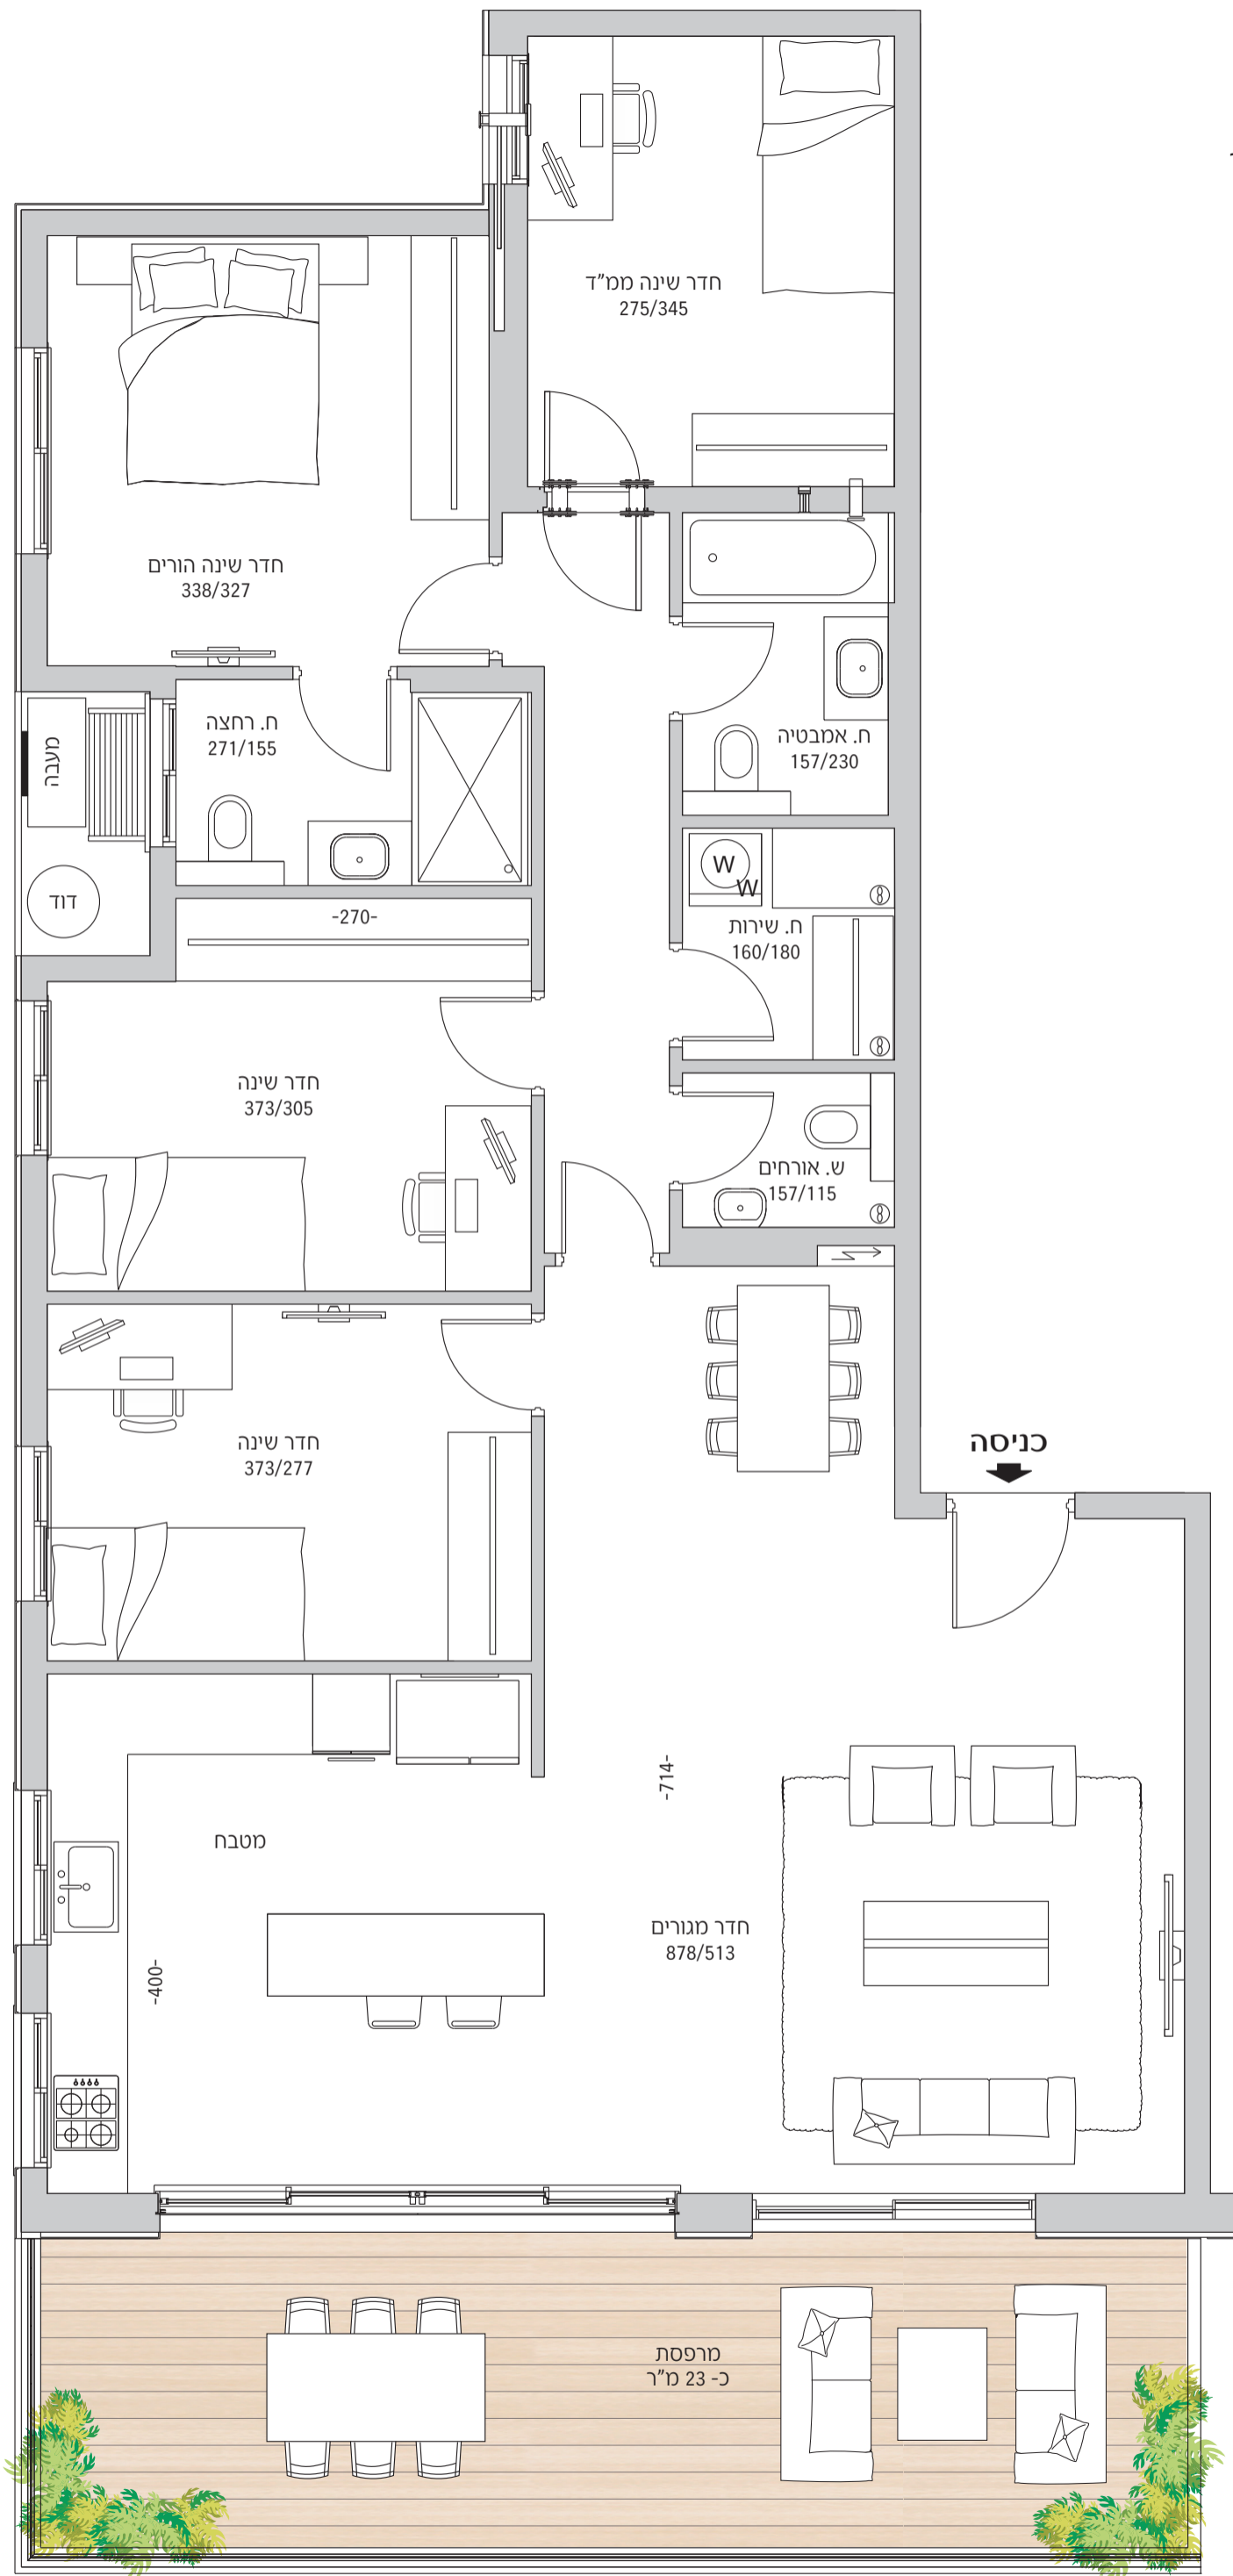 חדר שינה ממ"ד
275/345
חדר שינה הורים
338/327
ח. רחצה
271/155
ח. אמבטיה
157/230
מעבה
דוד
W
W
ח. שירות
160/180
-270-
חדר שינה
373/305
ש. אורחים
157/115
חדר שינה
373/277
כניסה
-714-
מטבח
חדר מגורים
878/513
-400-
מרפסת
כ- 23 מ"ר